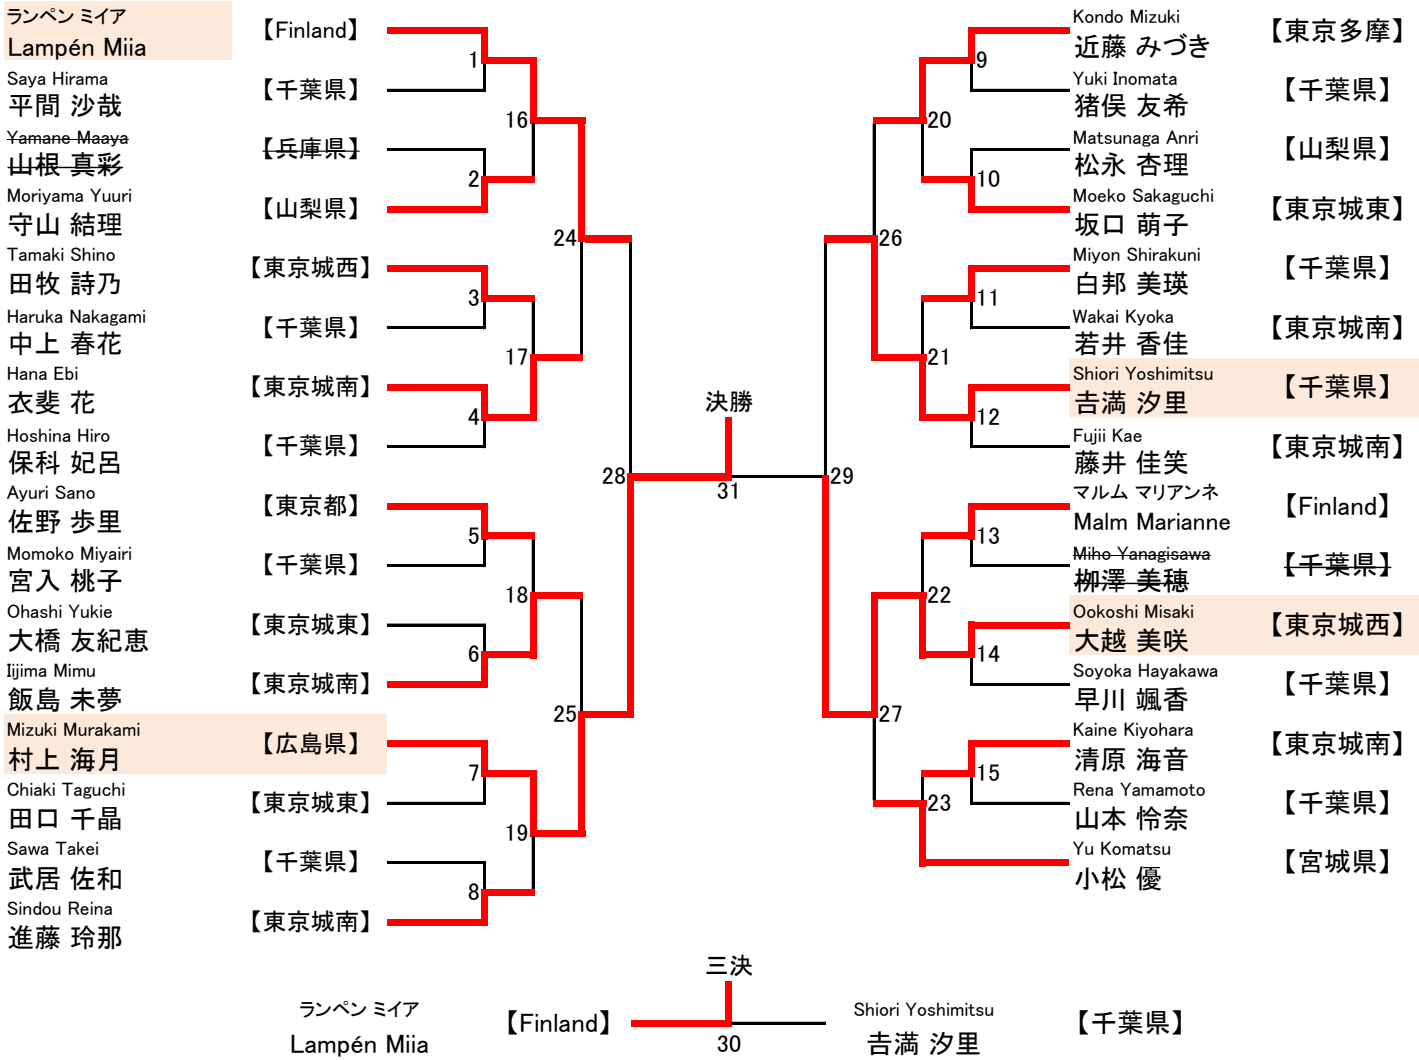 ランペン ミイア
Lampén Miia
【Finland】
Saya Hirama
平間 沙哉
【千葉県】
Yamane Maaya
山根 真彩
【兵庫県】
Moriyama Yuuri
守山 結理
【山梨県】
Tamaki Shino
田牧 詩乃
【東京城西】
Haruka Nakagami
中上 春花
【千葉県】
Hana Ebi
衣斐 花
【東京城南】
Hoshina Hiro
保科 妃呂
【千葉県】
Ayuri Sano
佐野 歩里
【東京都】
Momoko Miyairi
宮入 桃子
【千葉県】
Ohashi Yukie
大橋 友紀恵
【東京城東】
Iijima Mimu
飯島 未夢
【東京城南】
Mizuki Murakami
村上 海月
【広島県】
Chiaki Taguchi
田口 千晶
【東京城東】
Sawa Takei
武居 佐和
【千葉県】
Sindou Reina
進藤 玲那
【東京城南】
1
2
3
4
5
6
7
8
16
17
18
19
24
25
28
決勝
31
29
26
27
20
21
22
23
9
10
11
12
13
14
15
Kondo Mizuki
近藤 みづき
【東京多摩】
Yuki Inomata
猪俣 友希
【千葉県】
Matsunaga Anri
松永 杏理
【山梨県】
Moeko Sakaguchi
坂口 萌子
【東京城東】
Miyon Shirakuni
白邦 美瑛
【千葉県】
Wakai Kyoka
若井 香佳
【東京城南】
Shiori Yoshimitsu
𠮷満 汐里
【千葉県】
Fujii Kae
藤井 佳笑
【東京城南】
マルム マリアンネ
Malm Marianne
【Finland】
Miho Yanagisawa
栁澤 美穂
【千葉県】
Ookoshi Misaki
大越 美咲
【東京城西】
Soyoka Hayakawa
早川 颯香
【千葉県】
Kaine Kiyohara
清原 海音
【東京城南】
Rena Yamamoto
山本 怜奈
【千葉県】
Yu Komatsu
小松 優
【宮城県】
三決
ランペン ミイア
Lampén Miia
【Finland】
30
Shiori Yoshimitsu
𠮷満 汐里
【千葉県】